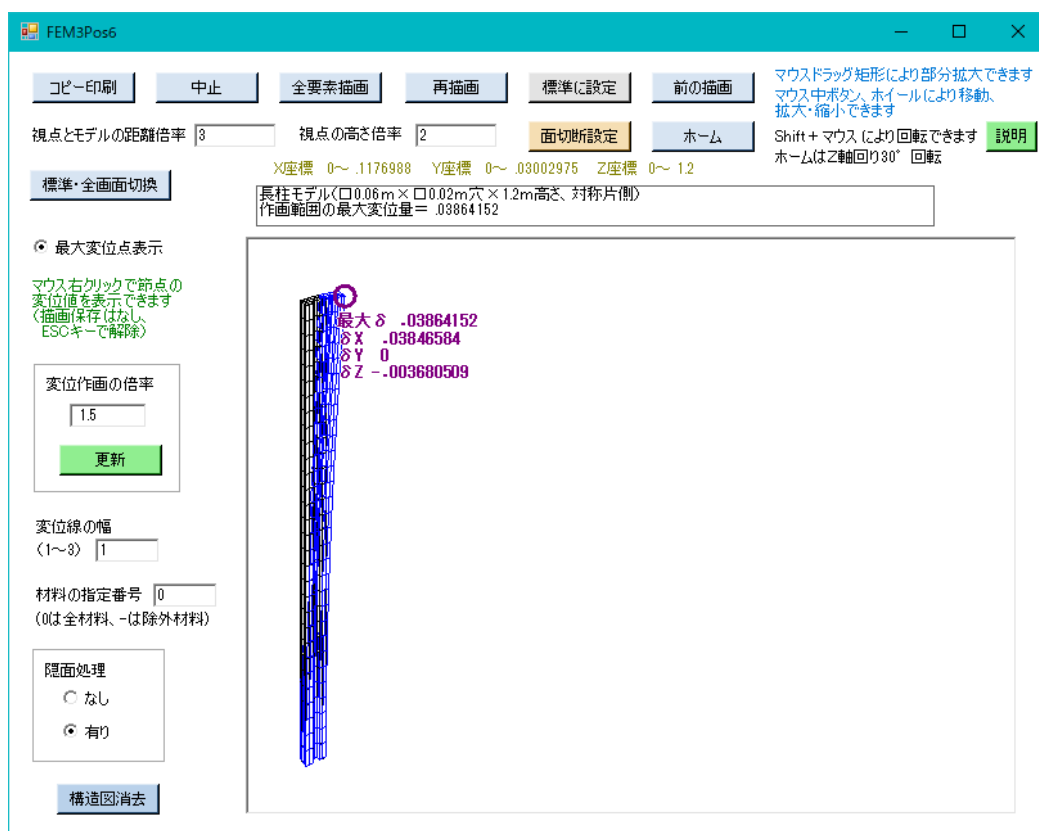 FEM3Pos6
コピー印刷
中止
全要素描画
再描画
標準に設定
前の描画
マウスドラッグ矩形により部分拡大できます
マウス中ボタン、ホイールにより移動、
拡大・縮小できます
視点とモデルの距離倍率 3
視点の高さ倍率 2
面切断設定
ホーム
Shift+マウス により回転できます
ホームはZ軸回り30°回転
説明
標準・全画面切換
X座標 0~ .1176988 Y座標 0~ .03002975 Z座標 0~ 1.2
長柱モデル(口0.06m×口0.02m穴×1.2m高さ、対称片側)
作画範囲の最大変位量= .03864152
最大変位点表示
マウス右クリックで節点の
変位値を表示できます
(描画保存はなし、
ESCキーで解除)
最大δ .03864152
δX .03846584
δY 0
δZ -.003680509
変位作画の倍率
1.5
更新
変位線の幅
(1~3) 1
材料の指定番号 0
(0は全材料、-は除外材料)
隠面処理
なし
有り
構造図消去